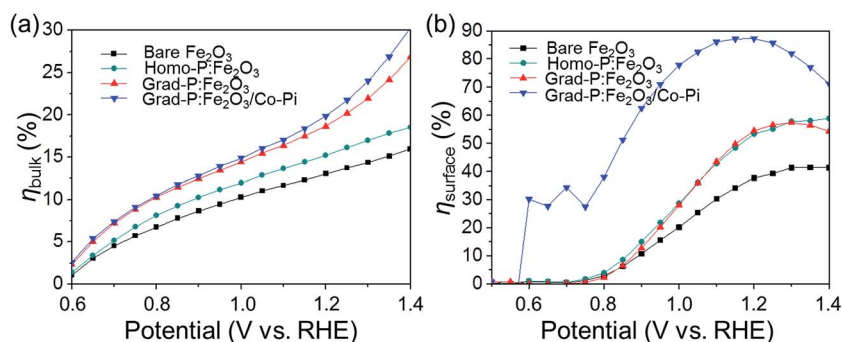 (a)
30
25
20
15
10
5
0
η_bulk (%)
Bare Fe₂O₃
Homo-P:Fe₂O₃
Grad-P:Fe₂O₃
Grad-P:Fe₂O₃/Co-Pi
0.6 0.8 1.0 1.2 1.4
Potential (V vs. RHE)
(b)
90
80
70
60
50
40
30
20
10
0
η_surface (%)
Bare Fe₂O₃
Homo-P:Fe₂O₃
Grad-P:Fe₂O₃
Grad-P:Fe₂O₃/Co-Pi
0.6 0.8 1.0 1.2 1.4
Potential (V vs. RHE)